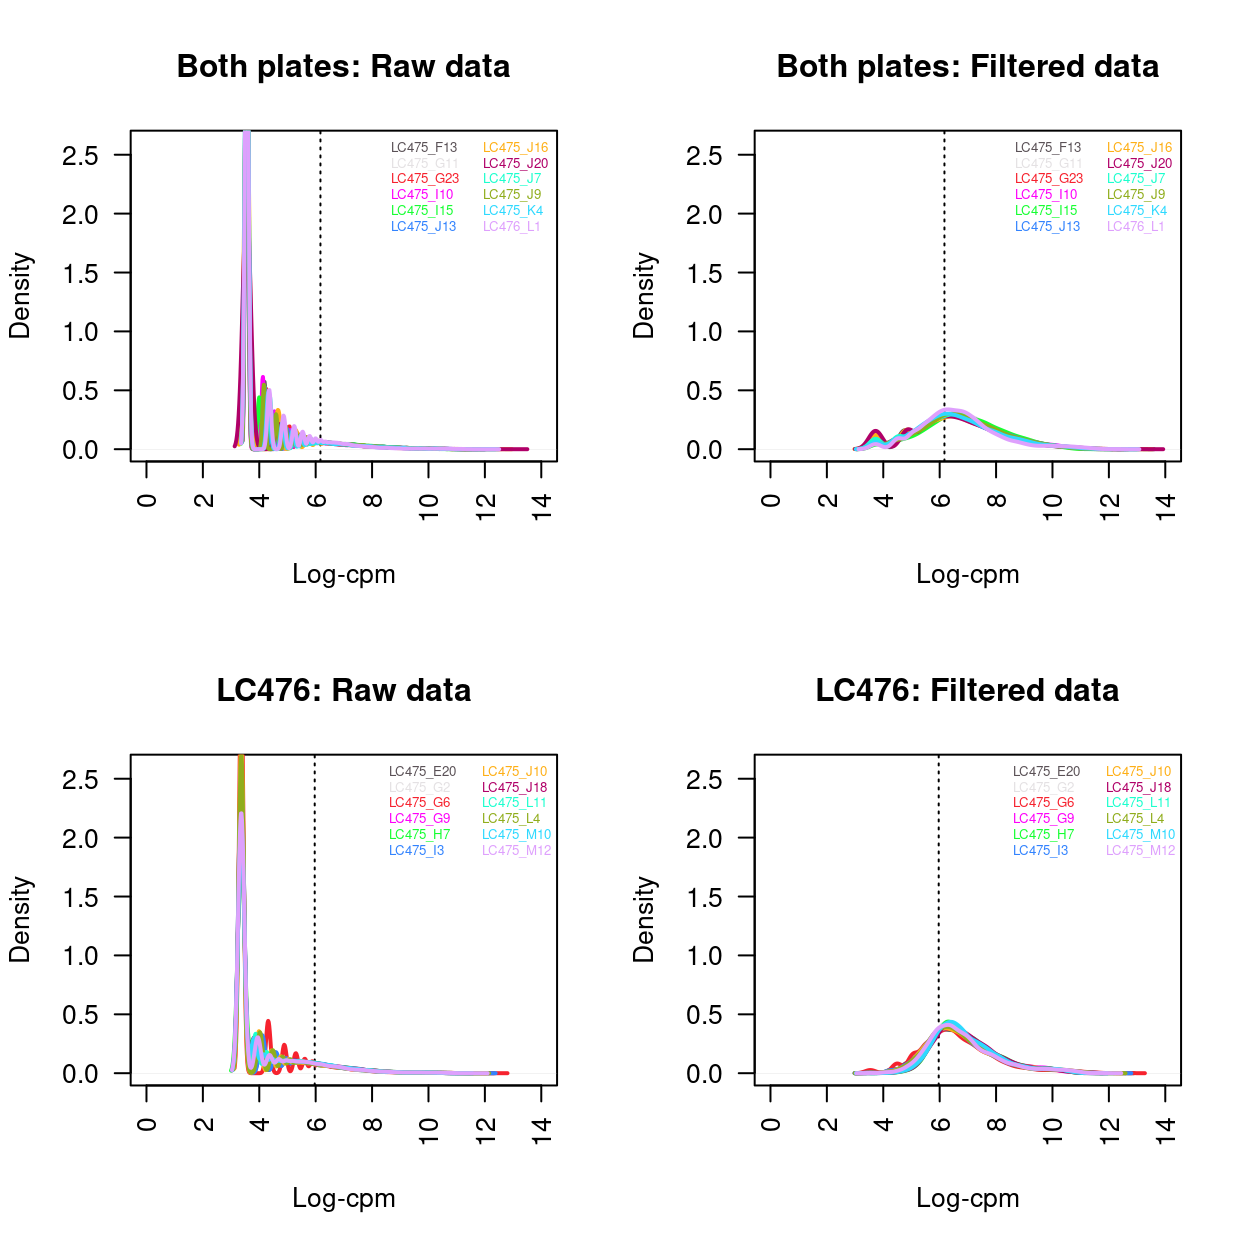 Both plates: Raw data
Density
2.5
2.0
1.5
1.0
0.5
0.0
LC475_F13 LC475_J16
LC475_G11 LC475_J20
LC475_G23 LC475_J7
LC475_I10 LC475_J9
LC475_I15 LC475_K4
LC475_J13 LC476_L1
0 2 4 6 8 10 12 14
Log-cpm
Both plates: Filtered data
Density
2.5
2.0
1.5
1.0
0.5
0.0
LC475_F13 LC475_J16
LC475_G11 LC475_J20
LC475_G23 LC475_J7
LC475_I10 LC475_J9
LC475_I15 LC475_K4
LC475_J13 LC476_L1
0 2 4 6 8 10 12 14
Log-cpm
LC476: Raw data
Density
2.5
2.0
1.5
1.0
0.5
0.0
LC475_E20 LC475_J10
LC475_G2 LC475_J18
LC475_G6 LC475_L11
LC475_G9 LC475_L4
LC475_H7 LC475_M10
LC475_I3 LC475_M12
0 2 4 6 8 10 12 14
Log-cpm
LC476: Filtered data
Density
2.5
2.0
1.5
1.0
0.5
0.0
LC475_E20 LC475_J10
LC475_G2 LC475_J18
LC475_G6 LC475_L11
LC475_G9 LC475_L4
LC475_H7 LC475_M10
LC475_I3 LC475_M12
0 2 4 6 8 10 12 14
Log-cpm